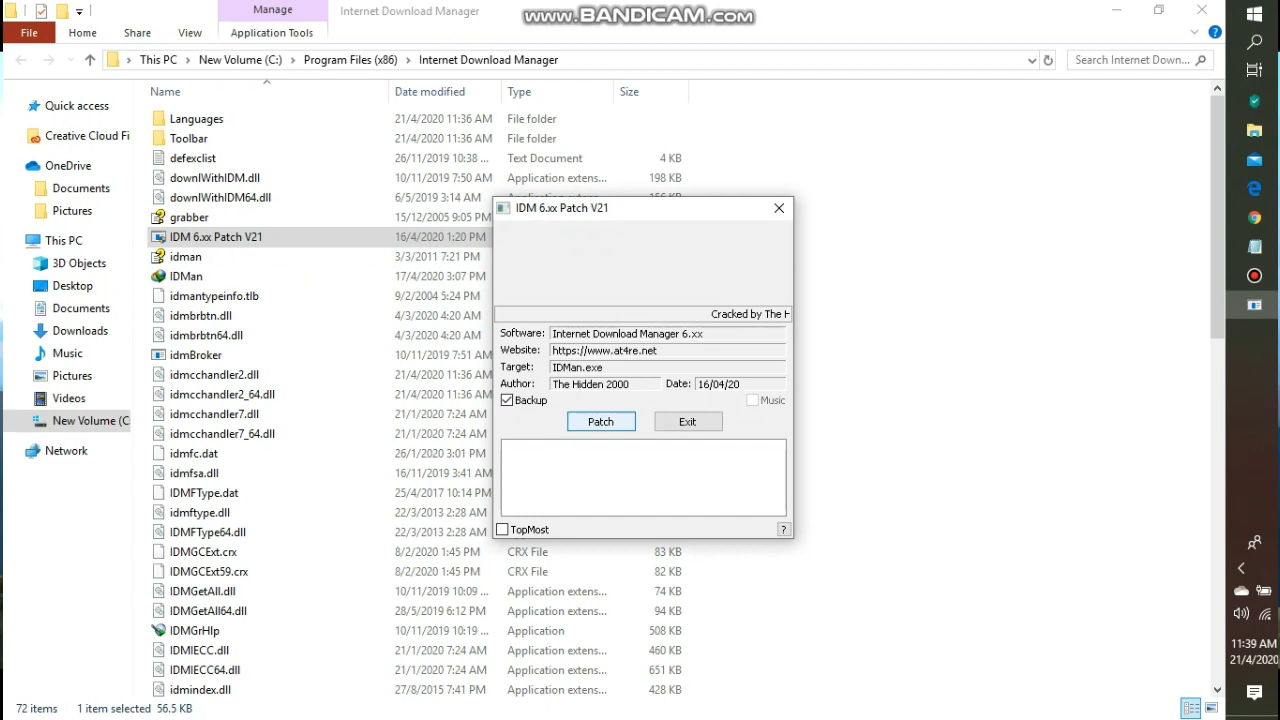 Manage
Internet Download Manager
www.BANDICAM.com
File
Home
Share
View
Application Tools
This PC
New Volume (C:)
Program Files (x86)
Internet Download Manager
Search Internet Down...
Name
Date modified
Type
Size
Quick access
Creative Cloud Fi
OneDrive
Documents
Pictures
This PC
3D Objects
Desktop
Documents
Downloads
Music
Pictures
Videos
New Volume (C
Network
Languages 21/4/2020 11:36 AM File folder
Toolbar 21/4/2020 11:36 AM File folder
defexclist 26/11/2019 10:38 ... Text Document 4 KB
downlWithIDM.dll 10/11/2019 7:50 AM Application extens... 198 KB
downlWithIDM64.dll 6/5/2019 3:14 AM
grabber 15/12/2005 9:05 PM
IDM 6.xx Patch V21 16/4/2020 1:20 PM
idman 3/3/2011 7:21 PM
IDMan 17/4/2020 3:07 PM
idmantypeinfo.tlb 9/2/2004 5:24 PM
idmbrbtn.dll 4/3/2020 4:20 AM
idmbrbtn64.dll 4/3/2020 4:20 AM
idmBroker 10/11/2019 7:51 AM
idmcchandler2.dll 21/4/2020 11:36 AM
idmcchandler2_64.dll 21/4/2020 11:36 AM
idmcchandler7.dll 21/1/2020 7:24 AM
idmcchandler7_64.dll 21/1/2020 7:24 AM
idmfc.dat 26/1/2020 3:01 PM
idmfsa.dll 16/11/2019 3:41 AM
IDMFType.dat 25/4/2017 10:14 PM
idmftype.dll 22/3/2013 2:28 AM
IDMFType64.dll 22/3/2013 2:28 AM
IDMGCExt.crx 8/2/2020 1:45 PM CRX File 83 KB
IDMGCExt59.crx 8/2/2020 1:45 PM CRX File 82 KB
IDMGetAll.dll 10/11/2019 10:09 ... Application extens... 74 KB
IDMGetAll64.dll 28/5/2019 6:12 PM Application extens... 94 KB
IDMGrHlp 10/11/2019 10:19 ... Application 508 KB
IDMIECC.dll 21/1/2020 7:24 AM Application extens... 460 KB
IDMIECC64.dll 21/1/2020 7:24 AM Application extens... 651 KB
idmindex.dll 27/8/2015 7:41 PM Application extens... 428 KB
IDM 6.xx Patch V21
Cracked by The H
Software: Internet Download Manager 6.xx
Website: https://www.at4re.net
Target: IDMan.exe
Author: The Hidden 2000 Date: 16/04/20
Backup
Music
Patch
Exit
TopMost
?
72 items 1 item selected 56.5 KB
11:39 AM
21/4/2020